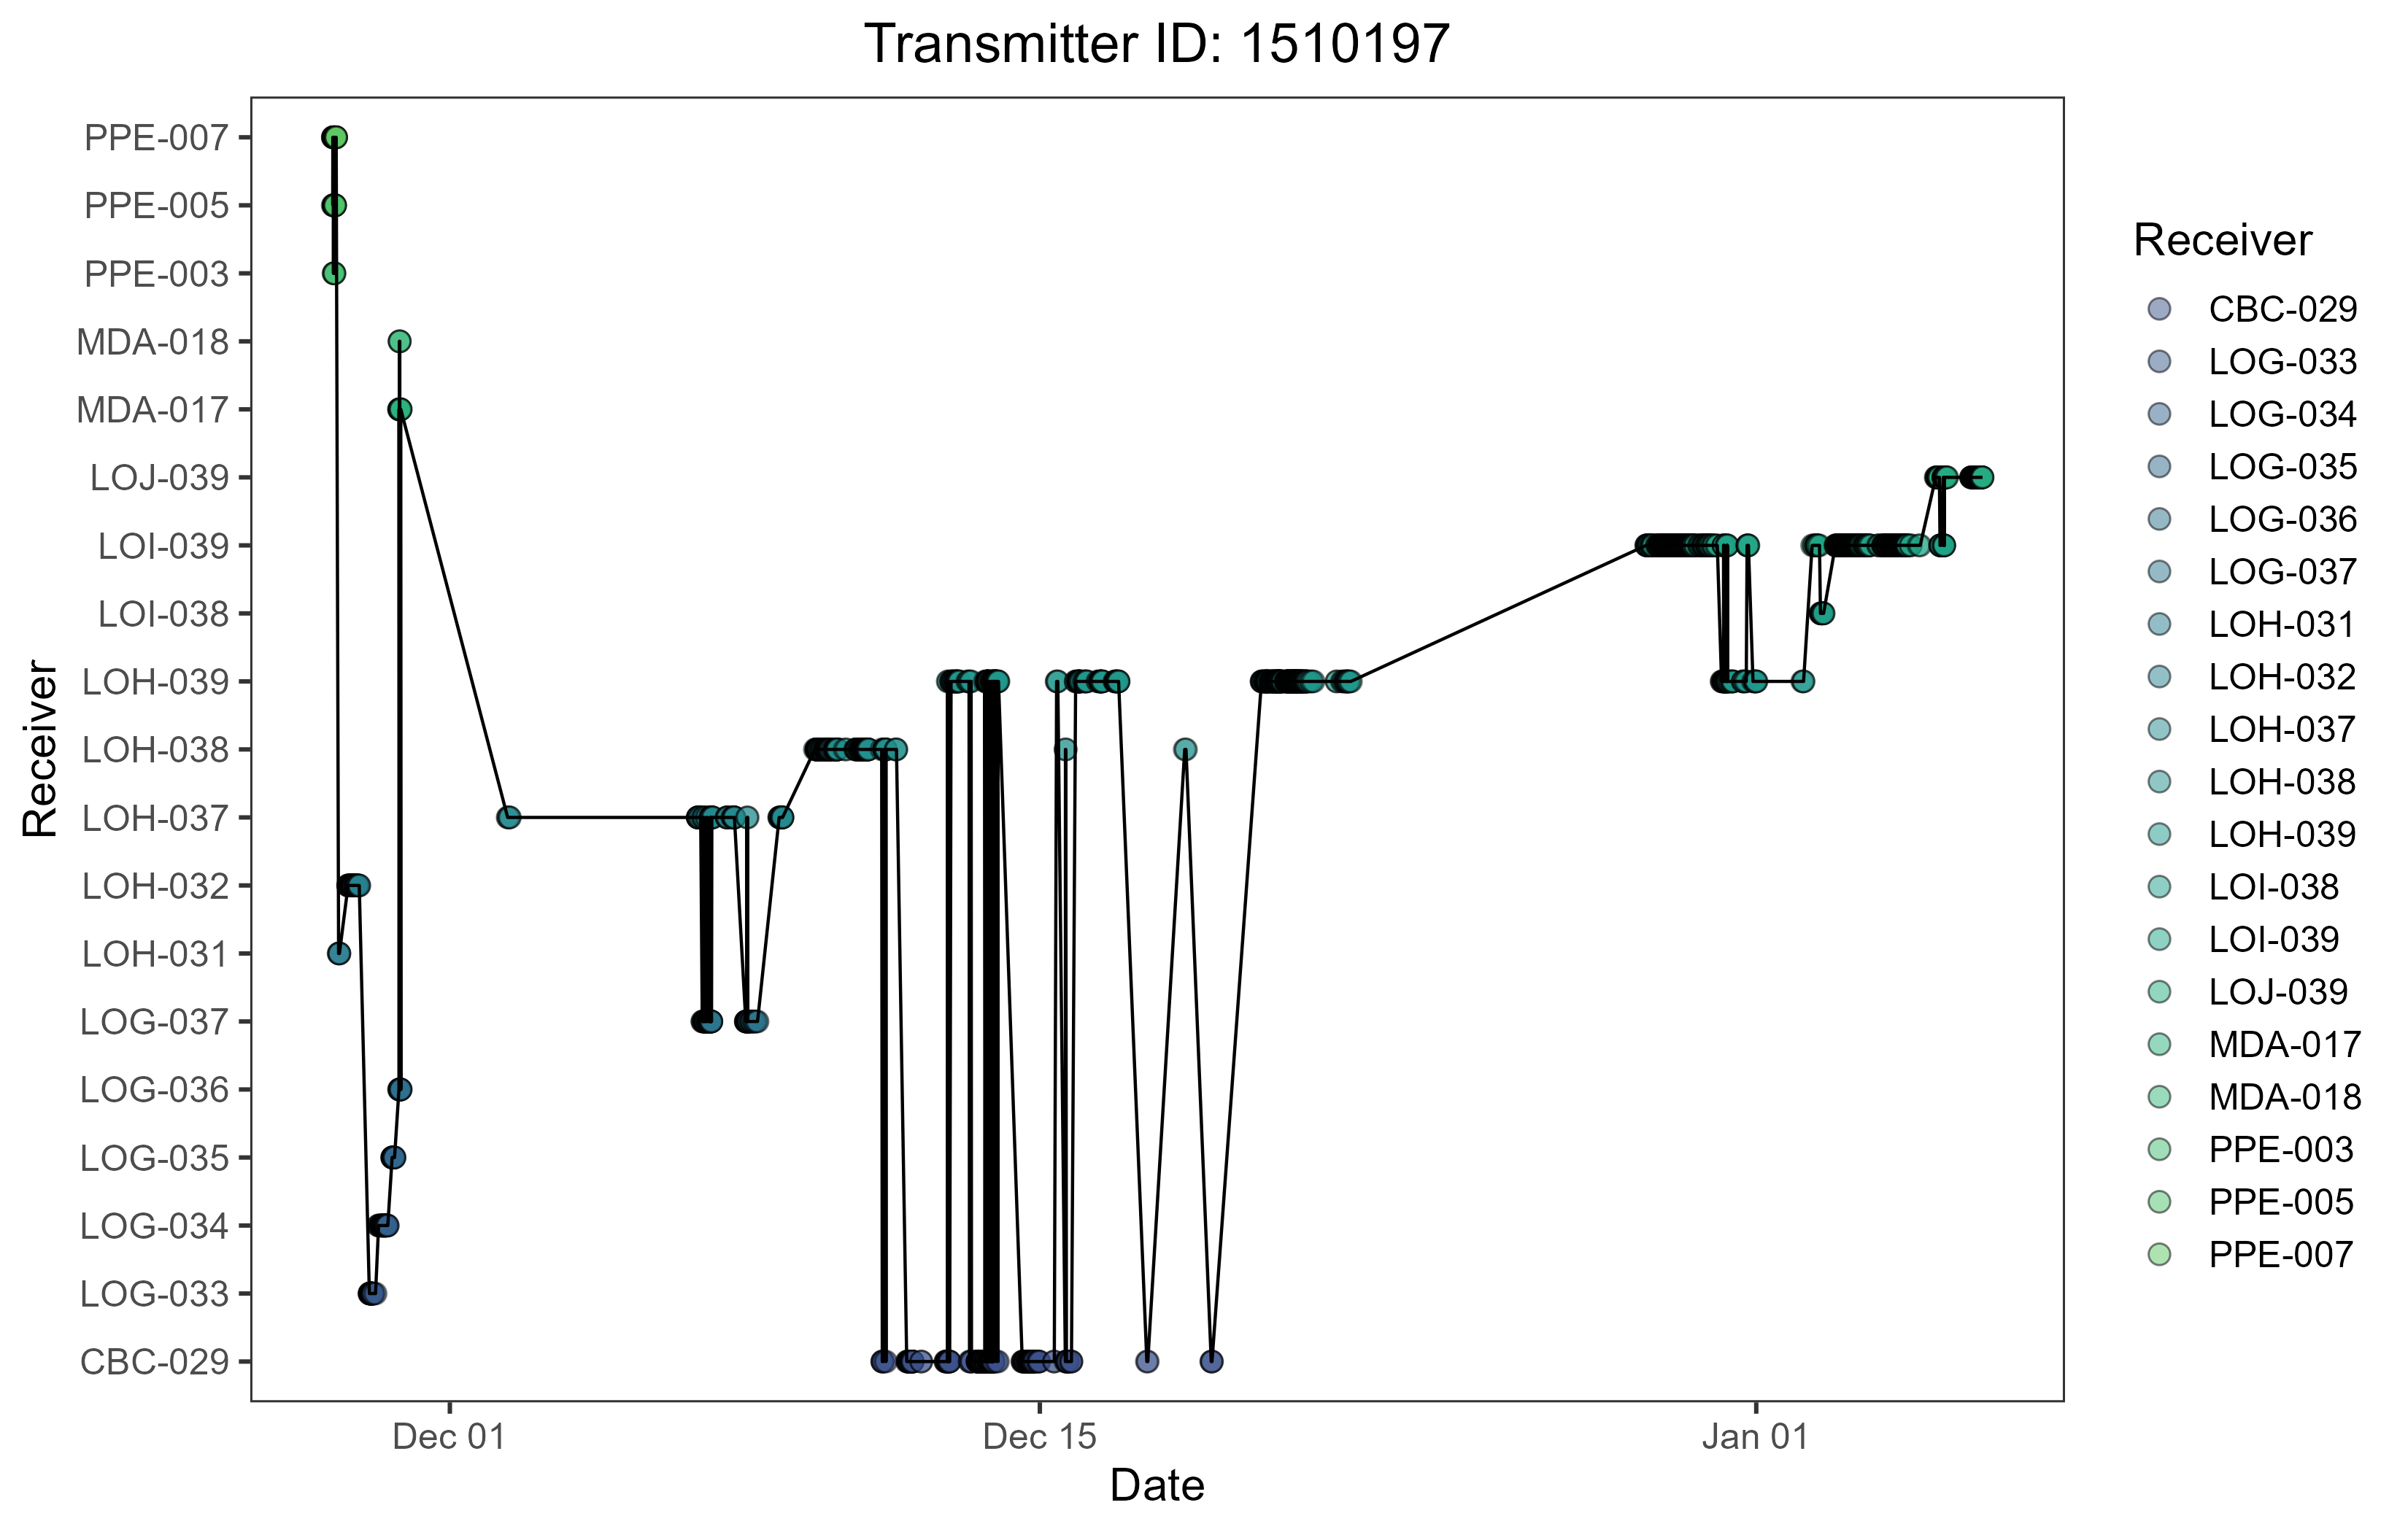 Transmitter ID: 1510197
Receiver
PPE-007
PPE-005
PPE-003
MDA-018
MDA-017
LOJ-039
LOI-039
LOI-038
LOH-039
LOH-038
LOH-037
LOH-032
LOH-031
LOG-037
LOG-036
LOG-035
LOG-034
LOG-033
CBC-029
Dec 01
Dec 15
Jan 01
Date
Receiver
CBC-029
LOG-033
LOG-034
LOG-035
LOG-036
LOG-037
LOH-031
LOH-032
LOH-037
LOH-038
LOH-039
LOI-038
LOI-039
LOJ-039
MDA-017
MDA-018
PPE-003
PPE-005
PPE-007